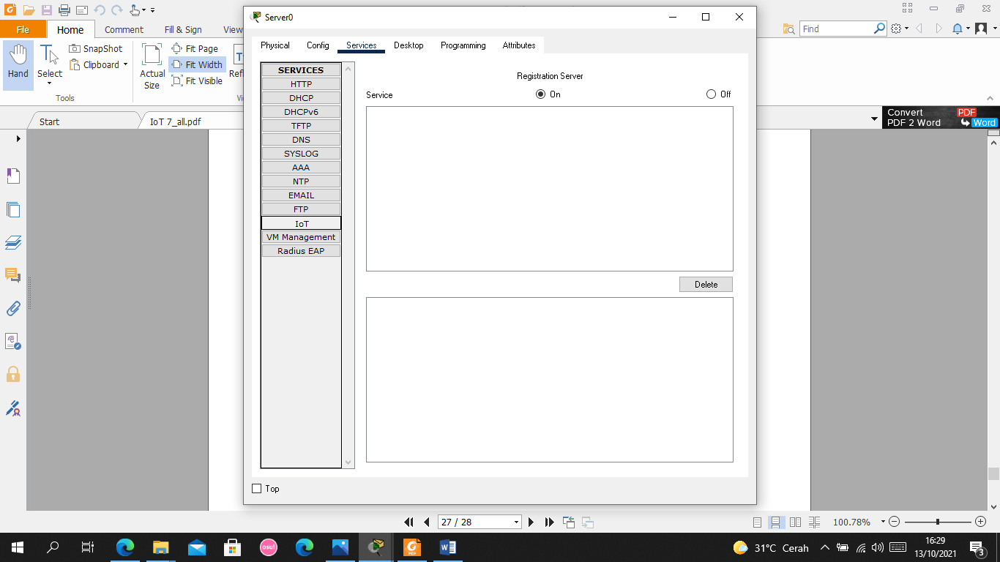 File
Home
Comment
Fill & Sign
View
Find
Hand
Select
SnapShot
Clipboard
Tools
Actual
Size
Fit Page
Fit Width
Fit Visible
Start
IoT 7_all.pdf
Convert
PDF 2 Word
PDF
Word
Server0
Physical
Config
Services
Desktop
Programming
Attributes
SERVICES
HTTP
DHCP
DHCPv6
TFTP
DNS
SYSLOG
AAA
NTP
EMAIL
FTP
IoT
VM Management
Radius EAP
Registration Server
Service
On
Off
Delete
Top
27 / 28
100.78%
osu!
PDF
31°C Cerah
16:29
13/10/2021
3